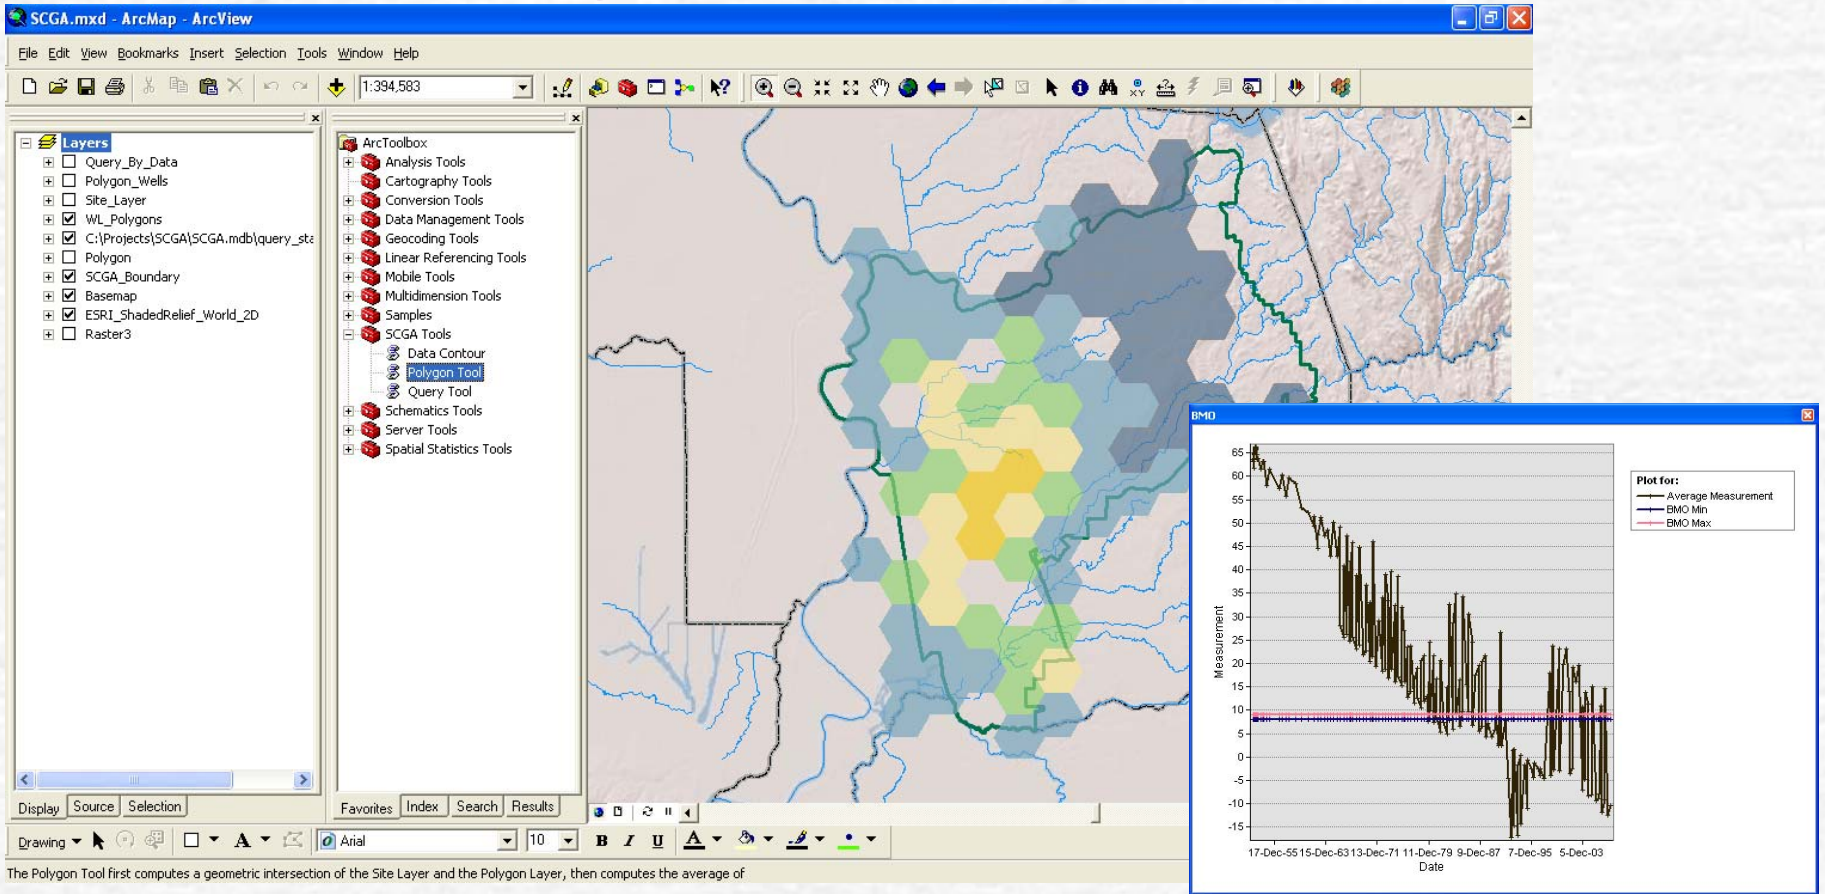 SCGA.mxd - ArcMap - ArcView
File Edit View Bookmarks Insert Selection Tools Window Help
1:394,583
Layers
Query_By_Data
Polygon_Wells
Site_Layer
WL_Polygons
C:\Projects\SCGA\SCGA.mdb\query_sta
Polygon
SCGA_Boundary
Basemap
ESRI_ShadedRelief_World_2D
Raster3
Display Source Selection
ArcToolbox
Analysis Tools
Cartography Tools
Conversion Tools
Data Management Tools
Geocoding Tools
Linear Referencing Tools
Mobile Tools
Multidimension Tools
Samples
SCGA Tools
Data Contour
Polygon Tool
Query Tool
Schematics Tools
Server Tools
Spatial Statistics Tools
Favorites Index Search Results
BMO
65
60
55
50
45
40
35
30
25
20
15
10
5
0
-5
-10
-15
Measurement
17-Dec-55 15-Dec-63 13-Dec-71 11-Dec-79 9-Dec-87 7-Dec-95 5-Dec-03
Date
Plot for:
Average Measurement
BMO Min
BMO Max
Drawing A Arial 10 B I U A
The Polygon Tool first computes a geometric intersection of the Site Layer and the Polygon Layer, then computes the average of